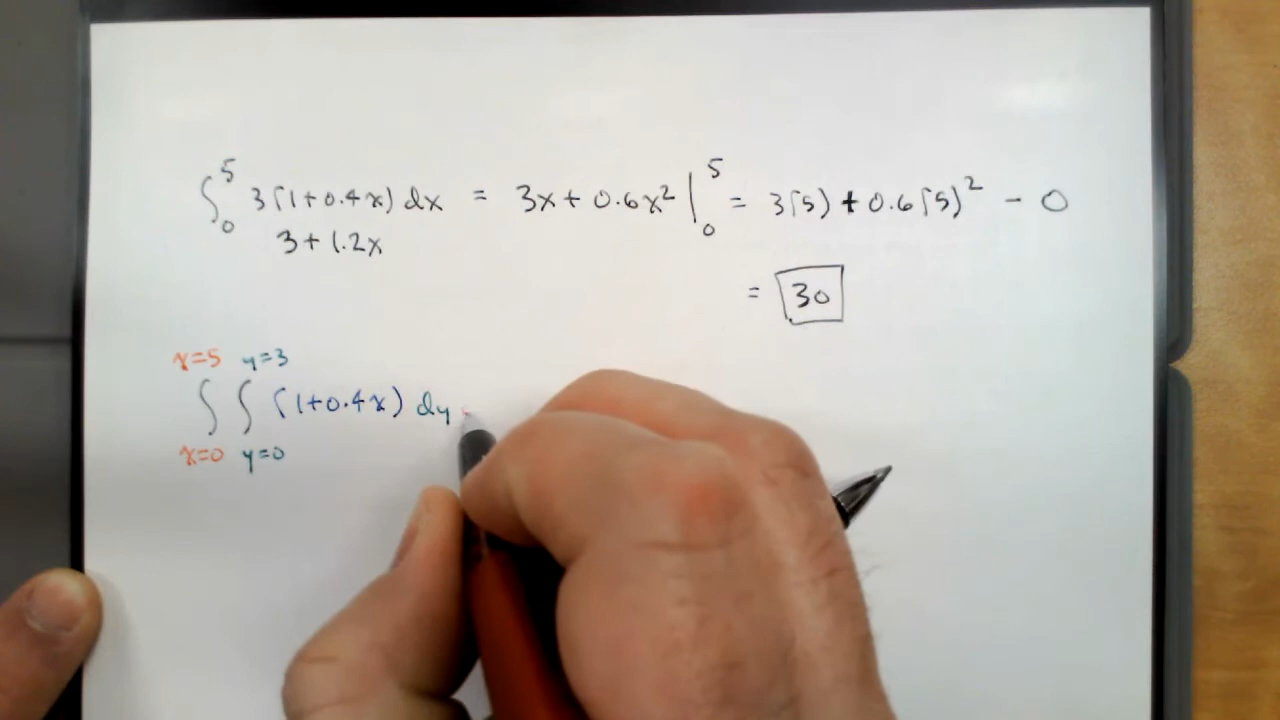 ∫₀⁵ 3(1+0.4x) dx = 3x+0.6x² |₀⁵ = 3(5) + 0.6(5)² - 0
3+1.2x
= 30
x=5 y=3
∫ ∫ (1+0.4x) dy
x=0 y=0